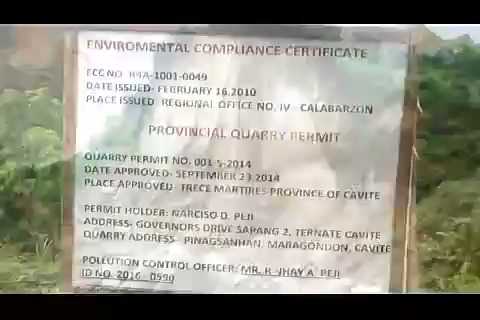 ENVIROMENTAL COMPLIANCE CERTIFICATE
ECC NO R4A-1001-0049
DATE ISSUED- FEBRUARY 16,2010
PLACE ISSUED REGIONAL OFFICE NO. IV - CALABARZON
PROVINCIAL QUARRY PERMIT
QUARRY PERMIT NO. 001-S-2014
DATE APPROVED- SEPTEMBER 23 2014
PLACE APPROVED- TRECE MARTIRES PROVINCE OF CAVITE
PERMIT HOLDER: NARCISO D. PEJI
ADDRESS- GOVERNORS DRIVE SAPANG 2, TERNATE CAVITE
QUARRY ADDRESS- PINAGSANHAN, MARAGONDON, CAVITE
POLLUTION CONTROL OFFICER: MR. R-JHAY A. PEJI
ID NO. 2016 - 0590